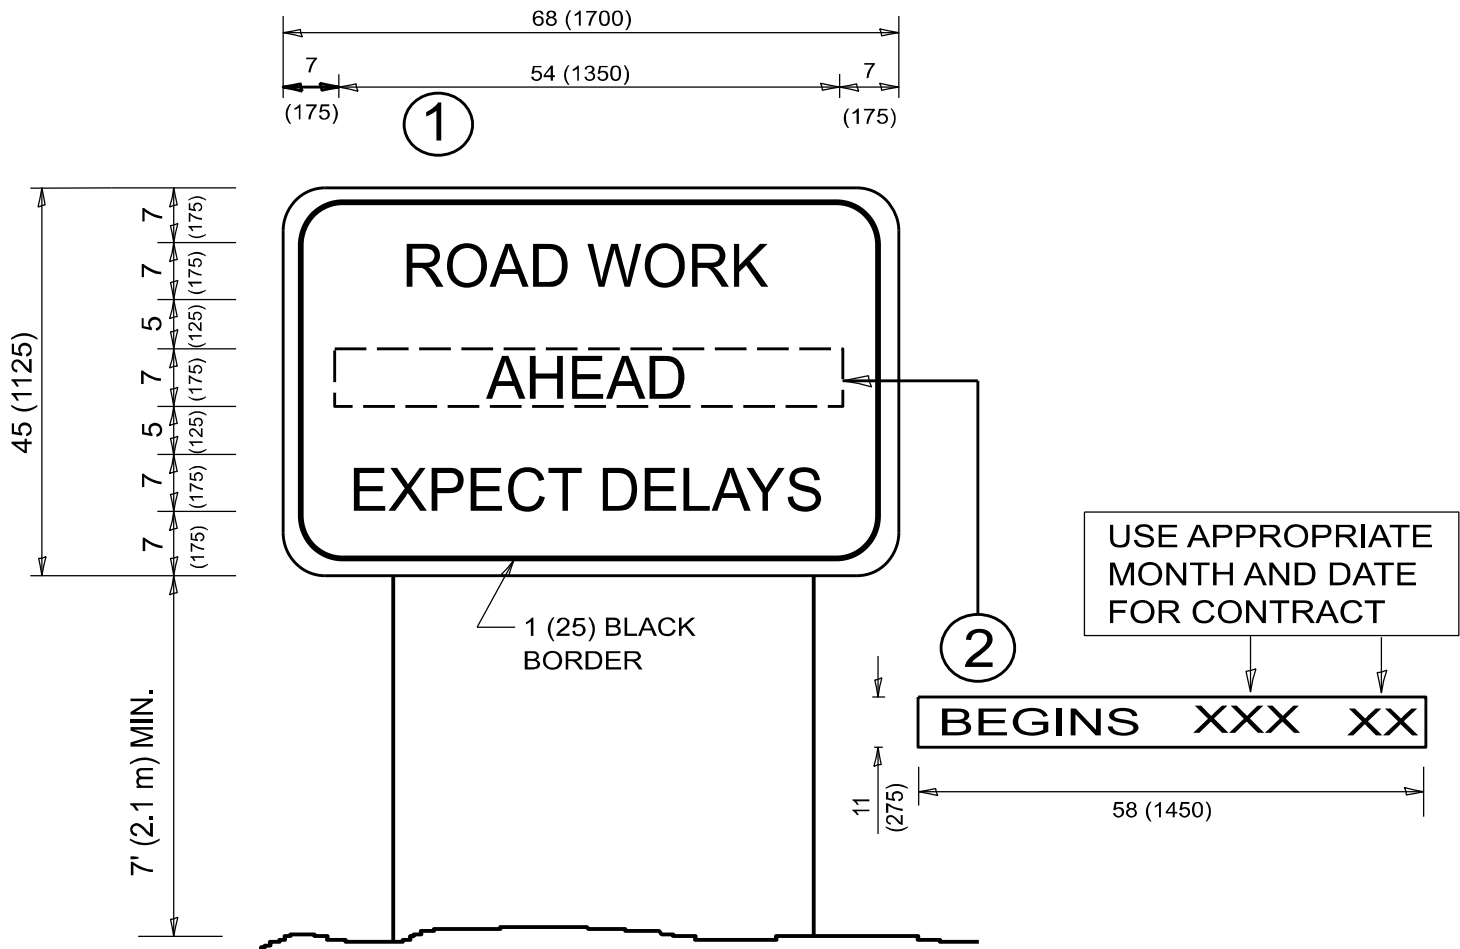 68 (1700)
7
54 (1350)
7
(175)
(175)
1
7
(175)
7
(175)
5
(125)
7
(175)
5
(125)
7
(175)
7
(175)
45 (1125)
ROAD WORK
AHEAD
EXPECT DELAYS
1 (25) BLACK
BORDER
7' (2.1 m) MIN.
2
USE APPROPRIATE
MONTH AND DATE
FOR CONTRACT
BEGINS XXX XX
11
(275)
58 (1450)